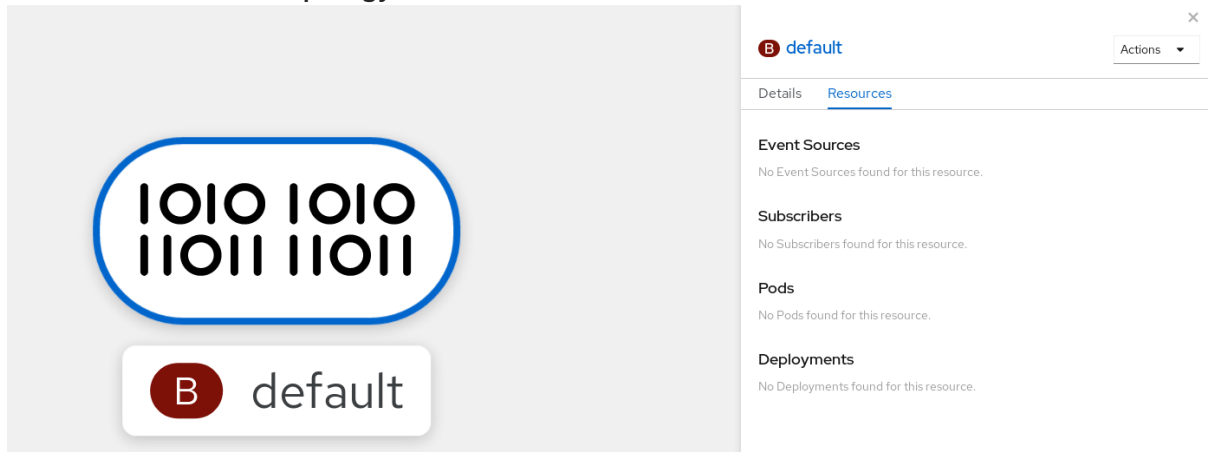 1010 1010
11011 11011
B default
×
B default
Actions
Details Resources
Event Sources
No Event Sources found for this resource.
Subscribers
No Subscribers found for this resource.
Pods
No Pods found for this resource.
Deployments
No Deployments found for this resource.